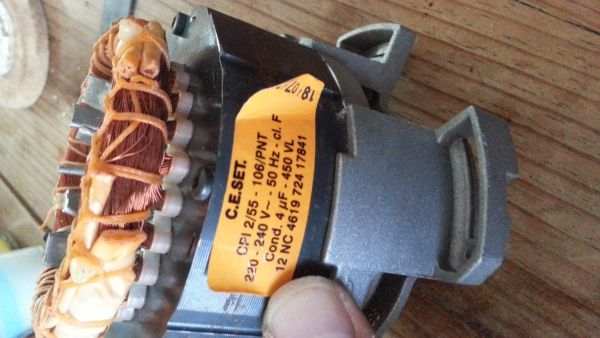 C.E.SET.
CPI 2/55 - 106/PNT
220 - 240 V~ - 50 Hz - cl. F
Cond. 4 µF - 450 VL
12 NC 4619 724 17841